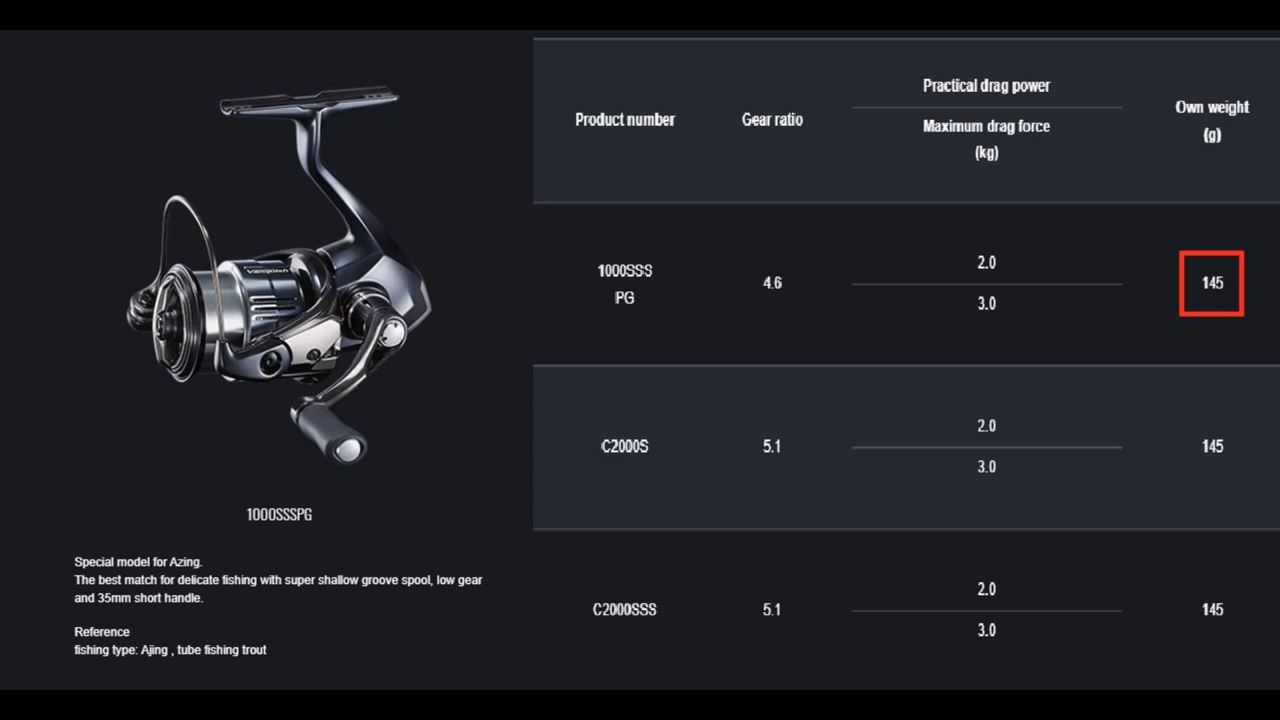 Vanquish
1000SSSPG
Special model for Azing.
The best match for delicate fishing with super shallow groove spool, low gear
and 35mm short handle.
Reference
fishing type: Ajing , tube fishing trout
Product number
Gear ratio
Practical drag power
Maximum drag force
(kg)
Own weight
(g)
1000SSS
PG
4.6
2.0
3.0
145
C2000S
5.1
2.0
3.0
145
C2000SSS
5.1
2.0
3.0
145